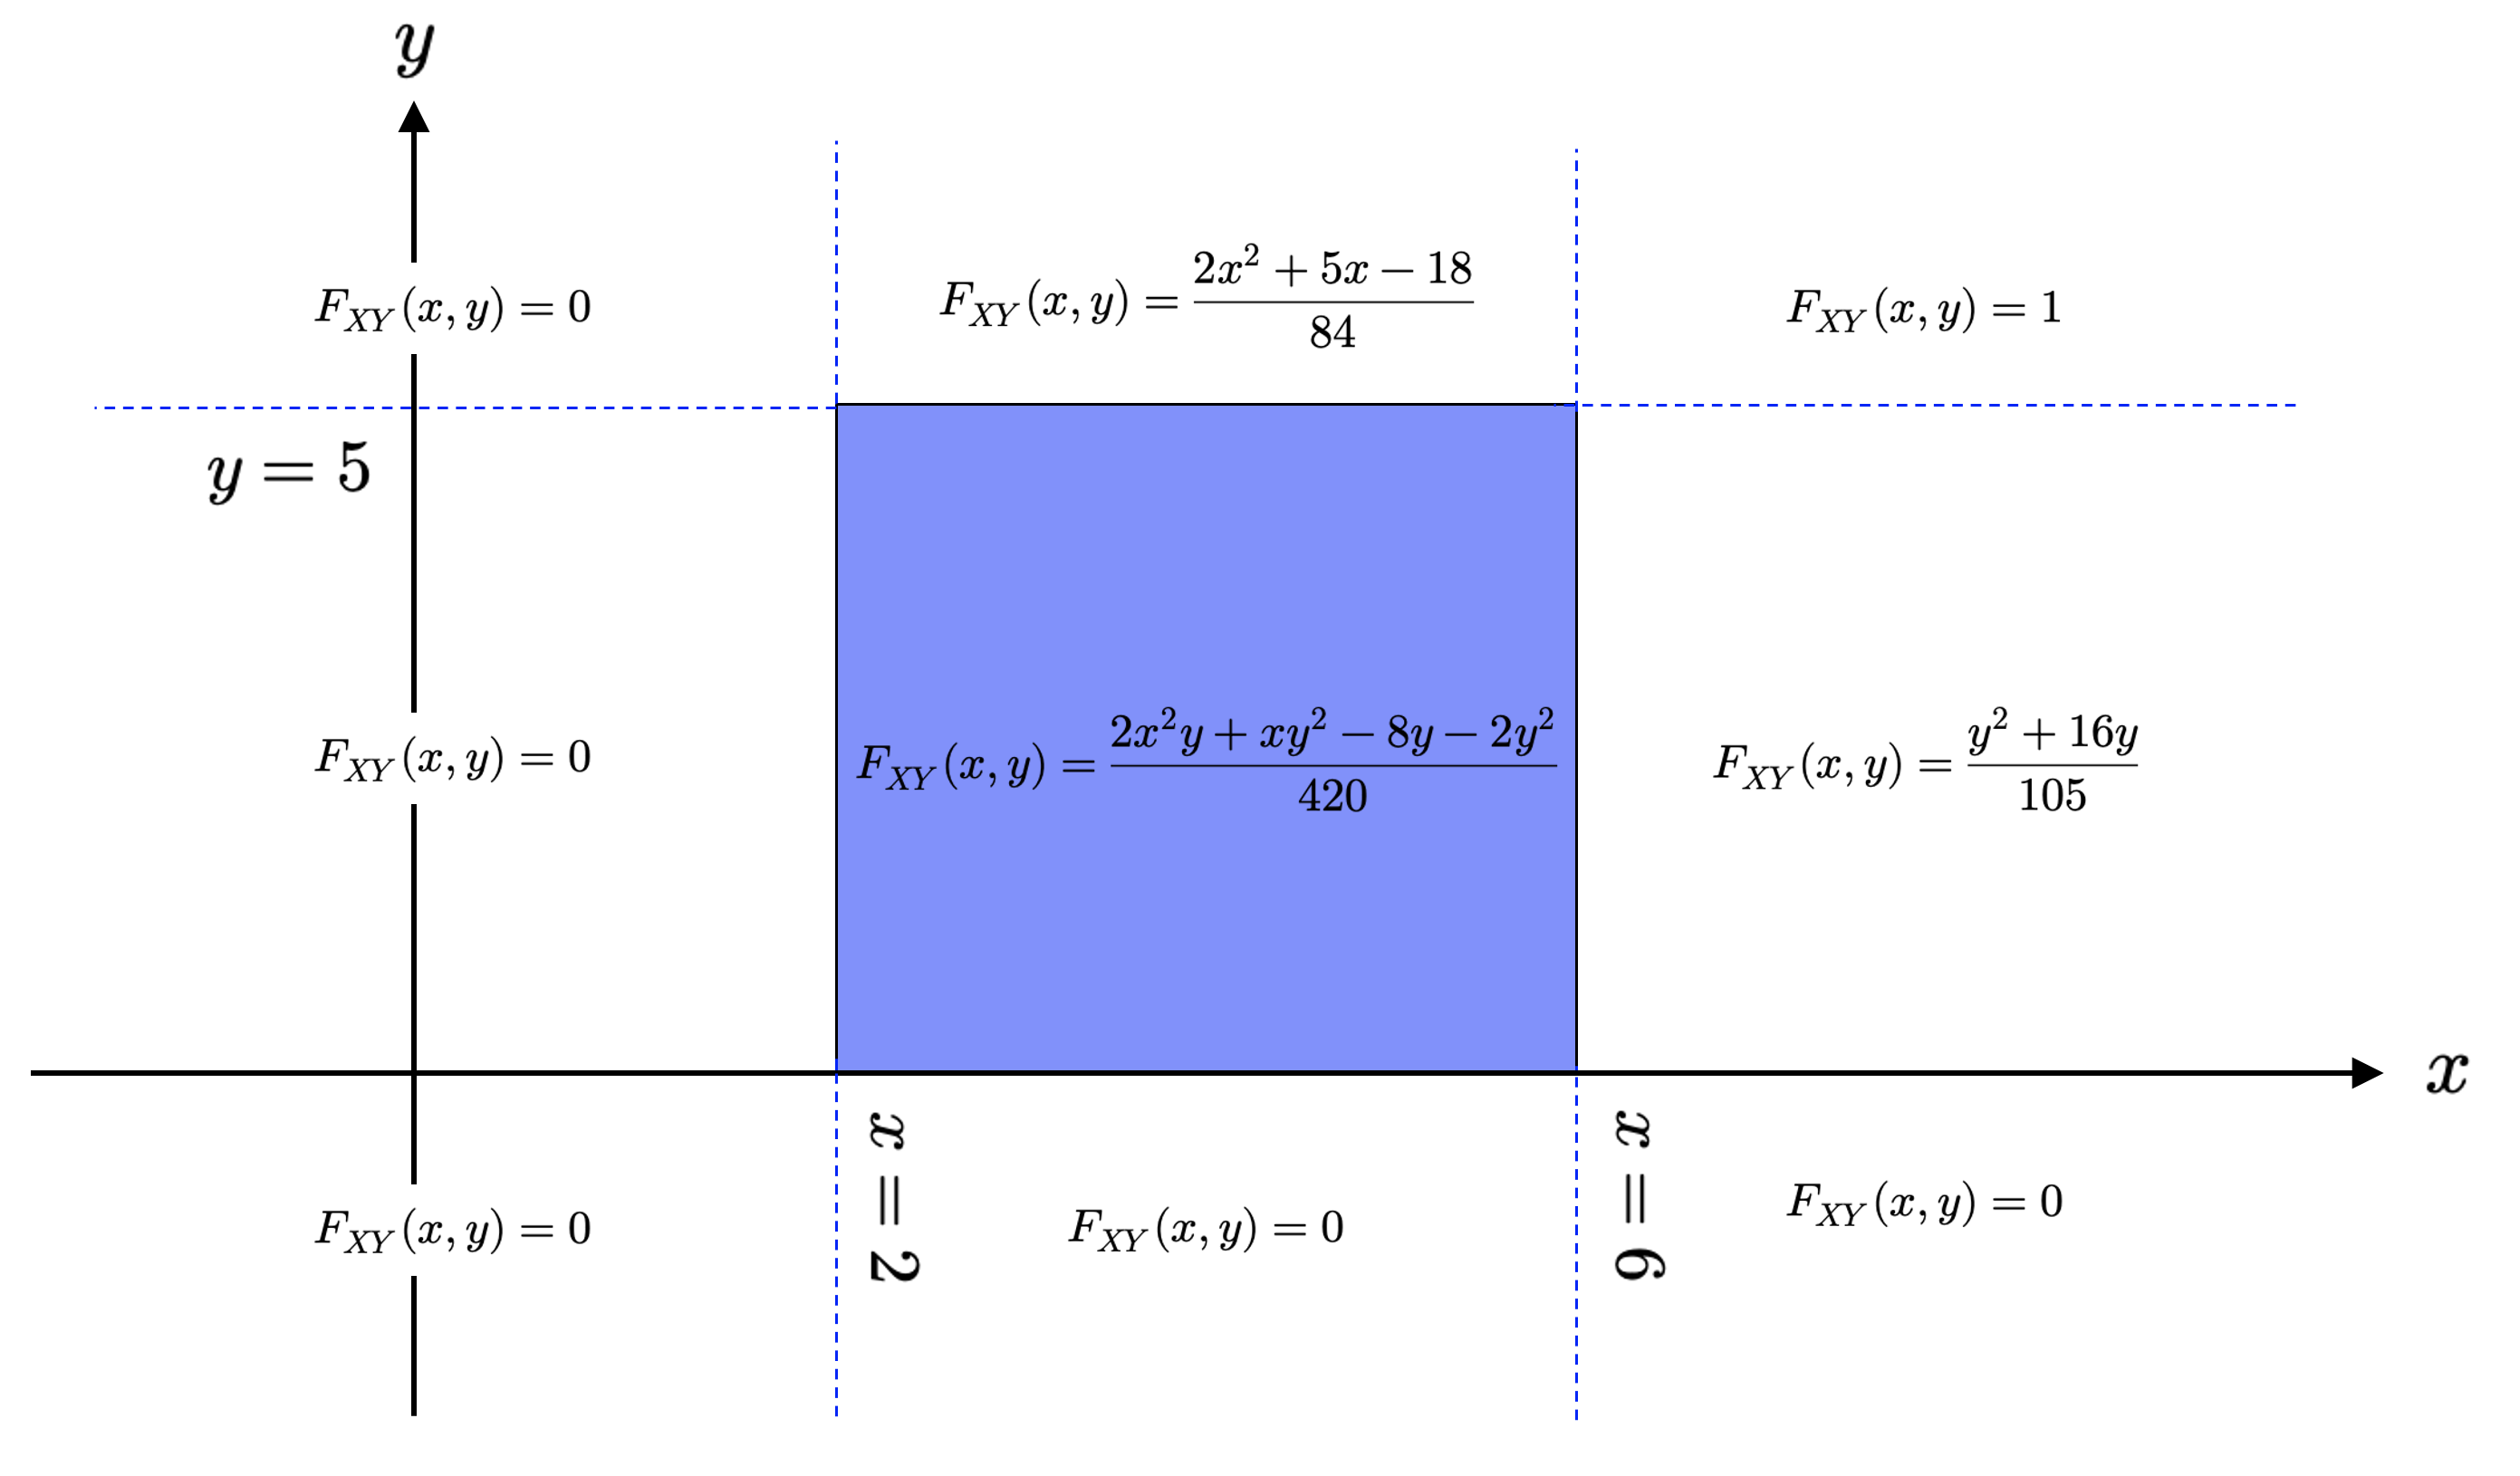 y
F_{XY}(x, y) = 0
F_{XY}(x, y) = \frac{2x^2 + 5x - 18}{84}
F_{XY}(x, y) = 1
y = 5
F_{XY}(x, y) = 0
F_{XY}(x, y) = \frac{2x^2y + xy^2 - 8y - 2y^2}{420}
F_{XY}(x, y) = \frac{y^2 + 16y}{105}
x
x = 2
x = 6
F_{XY}(x, y) = 0
F_{XY}(x, y) = 0
F_{XY}(x, y) = 0